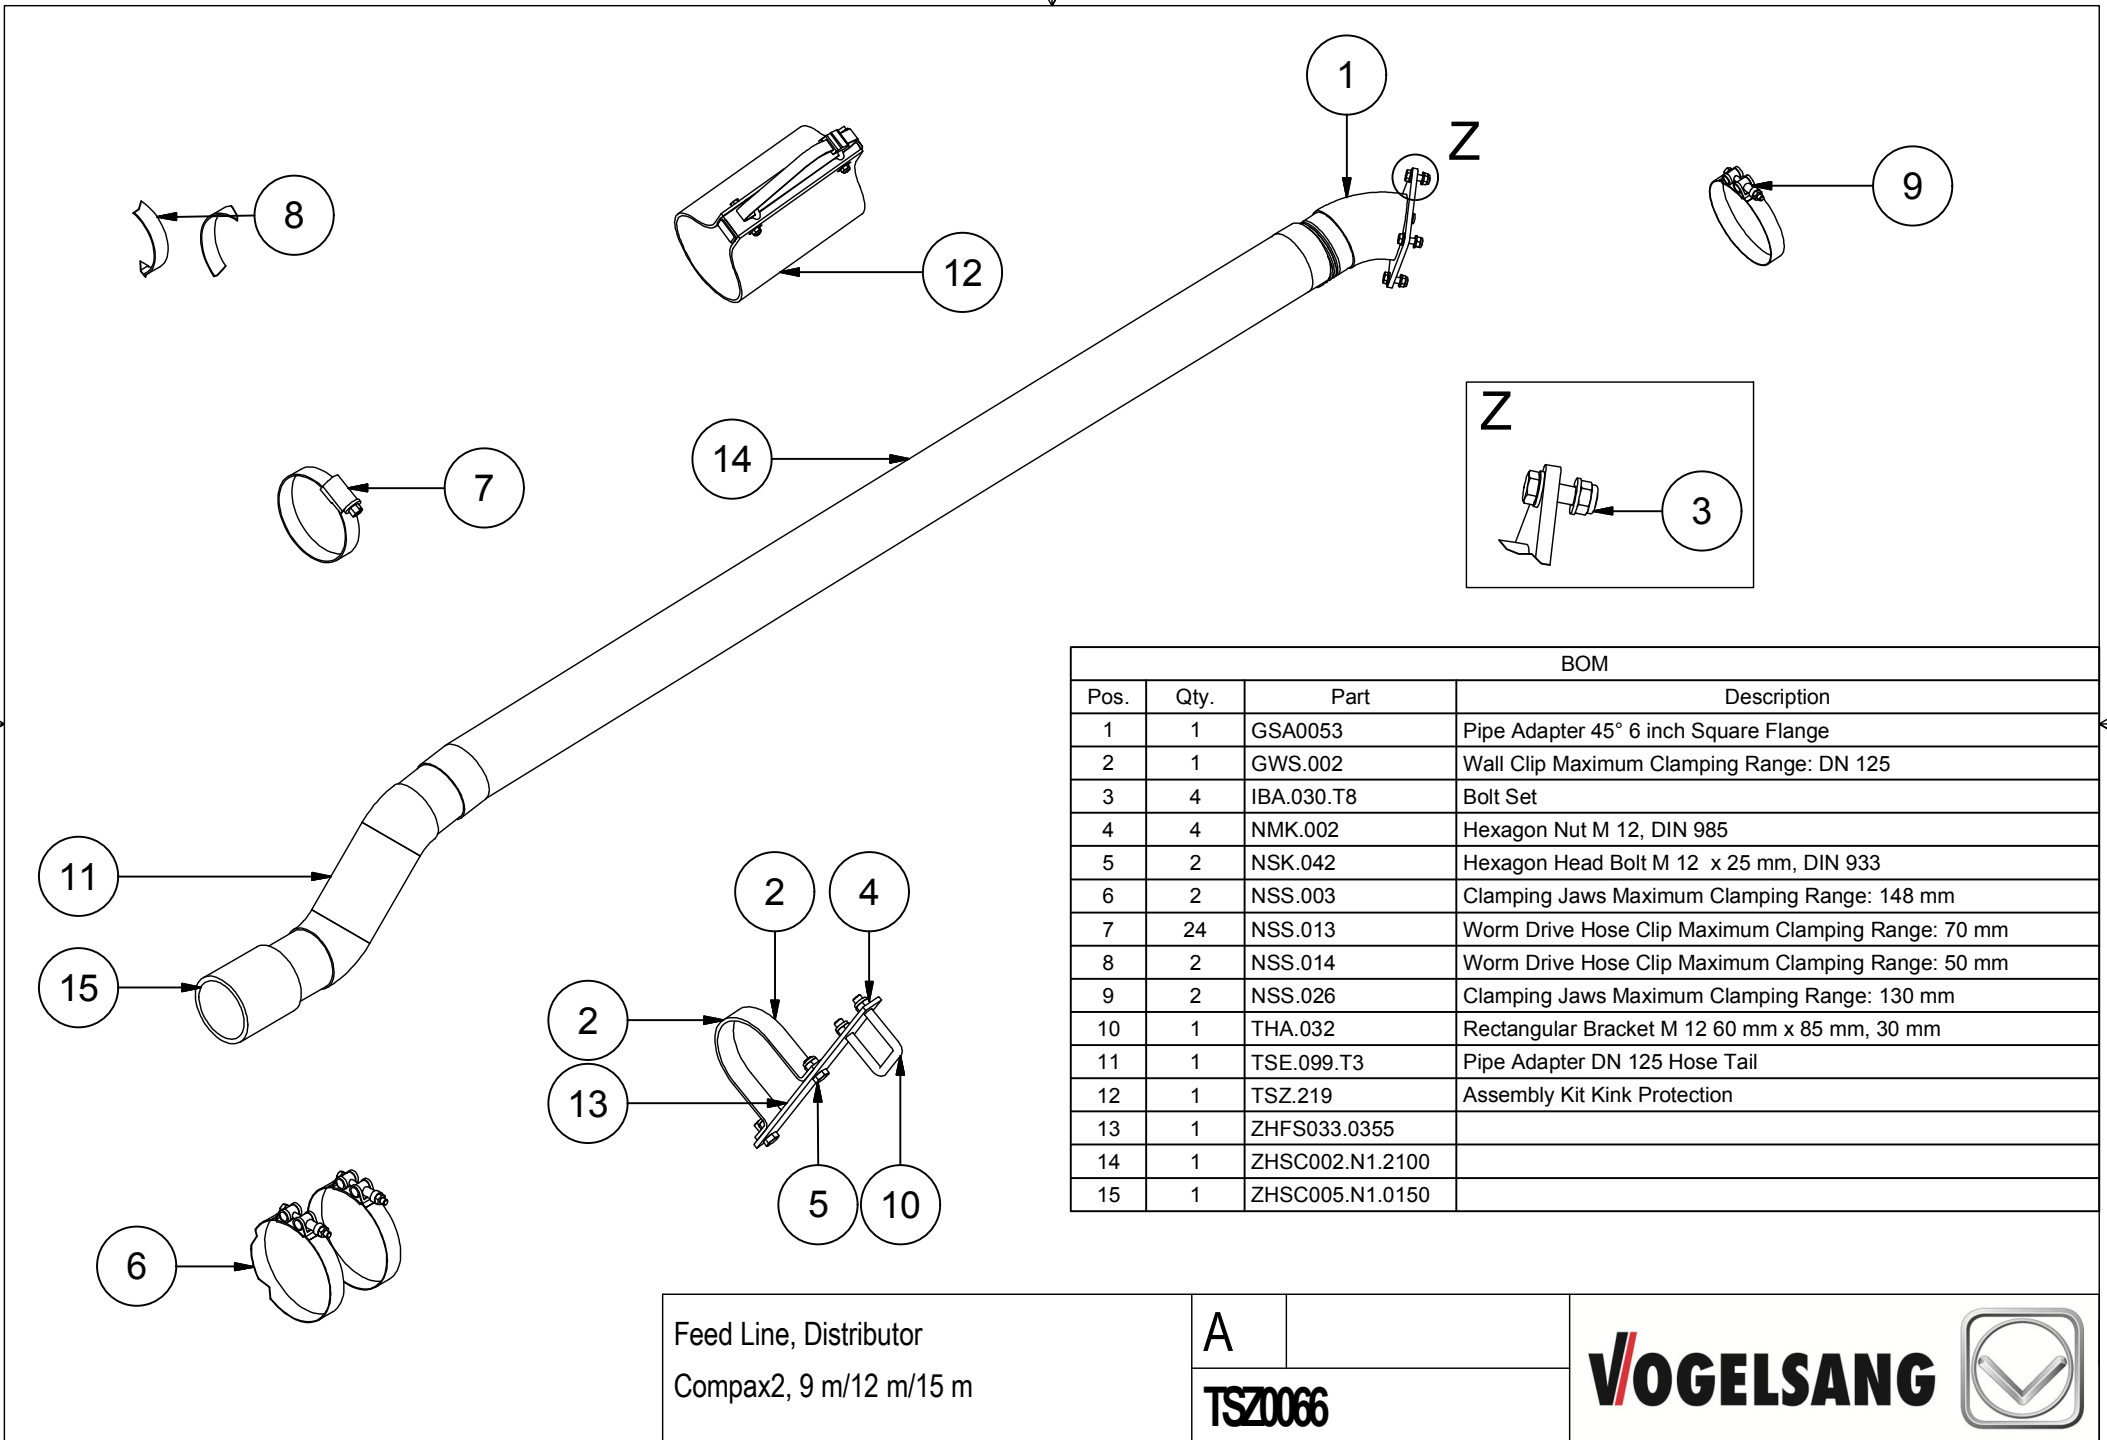 1
Z
8
9
12
14
7
Z
3
11
2
4
15
2
13
5
10
6
BOM
Pos. Qty. Part Description
1 1 GSA0053 Pipe Adapter 45° 6 inch Square Flange
2 1 GWS.002 Wall Clip Maximum Clamping Range: DN 125
3 4 IBA.030.T8 Bolt Set
4 4 NMK.002 Hexagon Nut M 12, DIN 985
5 2 NSK.042 Hexagon Head Bolt M 12 x 25 mm, DIN 933
6 2 NSS.003 Clamping Jaws Maximum Clamping Range: 148 mm
7 24 NSS.013 Worm Drive Hose Clip Maximum Clamping Range: 70 mm
8 2 NSS.014 Worm Drive Hose Clip Maximum Clamping Range: 50 mm
9 2 NSS.026 Clamping Jaws Maximum Clamping Range: 130 mm
10 1 THA.032 Rectangular Bracket M 12 60 mm x 85 mm, 30 mm
11 1 TSE.099.T3 Pipe Adapter DN 125 Hose Tail
12 1 TSZ.219 Assembly Kit Kink Protection
13 1 ZHFS033.0355
14 1 ZHSC002.N1.2100
15 1 ZHSC005.N1.0150
Feed Line, Distributor
Compax2, 9 m/12 m/15 m
A
TSZ0066
VOGELSANG